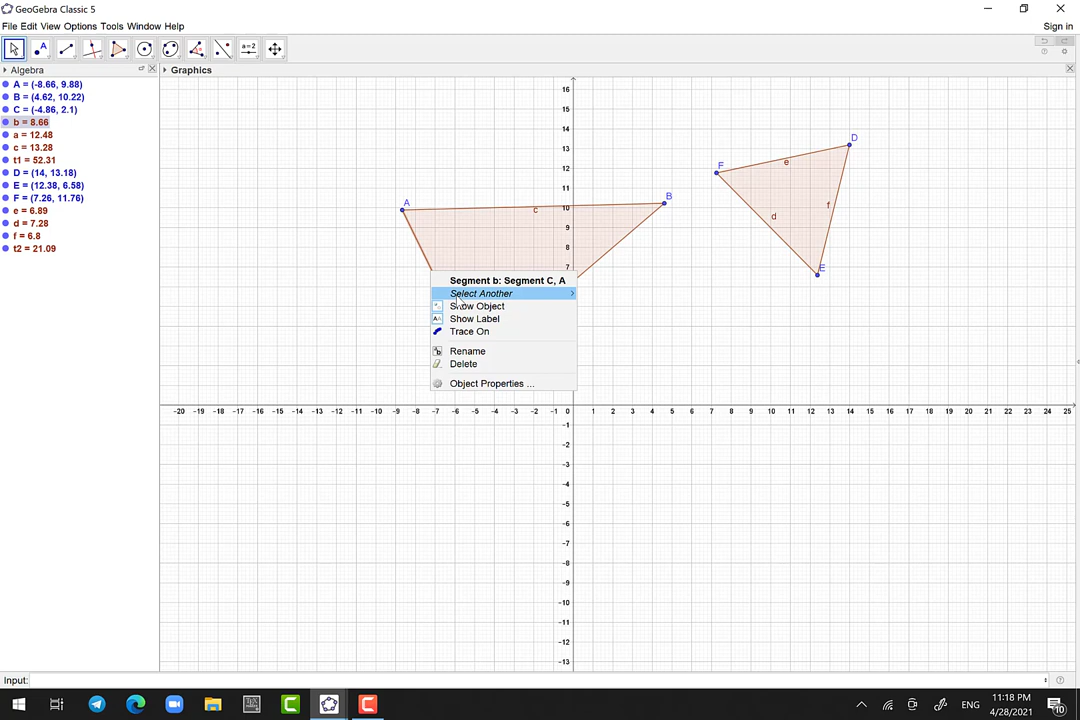 GeoGebra Classic 5
File Edit View Options Tools Window Help
Sign in
a=2
Algebra
Graphics
A = (-8.66, 9.88)
B = (4.62, 10.22)
C = (-4.86, 2.1)
b = 8.66
a = 12.48
c = 13.28
t1 = 52.31
D = (14, 13.18)
E = (12.38, 6.58)
F = (7.26, 11.76)
e = 6.89
d = 7.28
f = 6.8
t2 = 21.09
16
15
14
13
12
11
10
9
8
7
A
B
c
D
F
e
d
f
E
Segment b: Segment C, A
Select Another
Show Object
AA Show Label
Trace On
Rename
Delete
Object Properties ...
-20 -19 -18 -17 -16 -15 -14 -13 -12 -11 -10 -9 -8 -7 -6 -5 -4 -3 -2 -1 0 1 2 3 4 5 6 7 8 9 10 11 12 13 14 15 16 17 18 19 20 21 22 23 24 25
-1
-2
-3
-4
-5
-6
-7
-8
-9
-10
-11
-12
-13
Input:
ENG
11:18 PM
4/28/2021
10